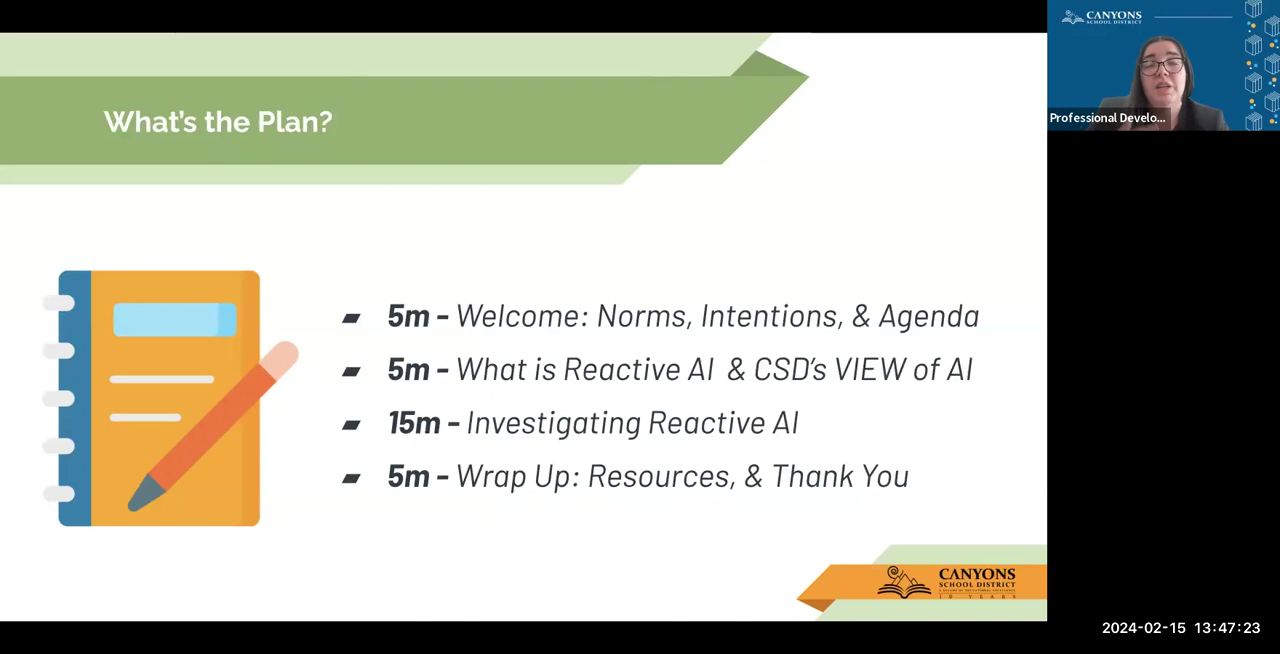 CANYONS
SCHOOL DISTRICT
What's the Plan?
Professional Develo...
5m - Welcome: Norms, Intentions, & Agenda
5m - What is Reactive AI & CSD's VIEW of AI
15m - Investigating Reactive AI
5m - Wrap Up: Resources, & Thank You
CANYONS
SCHOOL DISTRICT
10 YEARS
2024-02-15 13:47:23